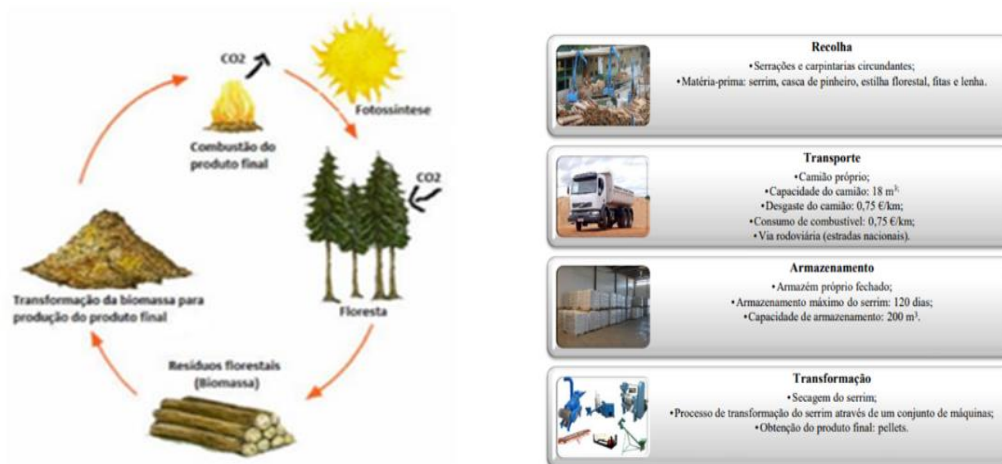 CO2
Fotossíntese
Combustão do
produto final
CO2
Transformação da biomassa para
produção do produto final
Floresta
Resíduos florestais
(Biomassa)
Recolha
•Serrações e carpintarias circundantes;
•Matéria-prima: serrim, casca de pinheiro, estilha florestal, fitas e lenha.
Transporte
•Camião próprio;
•Capacidade do camião: 18 m³;
•Desgaste do camião: 0,75 €/km;
•Consumo de combustível: 0,75 €/km;
•Via rodoviária (estradas nacionais).
Armazenamento
•Armazém próprio fechado;
•Armazenamento máximo do serrim: 120 dias;
•Capacidade de armazenamento: 200 m³.
Transformação
•Secagem do serrim;
•Processo de transformação do serrim através de um conjunto de máquinas;
•Obtenção do produto final: pellets.